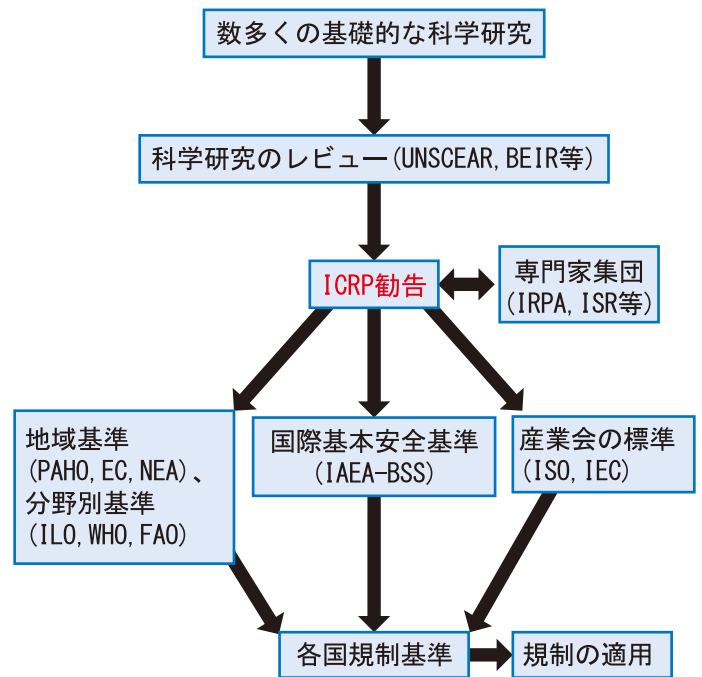 数多くの基礎的な科学研究
科学研究のレビュー(UNSCEAR,BEIR等)
ICRP勧告
専門家集団
(IRPA,ISR等)
地域基準
(PAHO,EC,NEA)、
分野別基準
(ILO,WHO,FAO)
国際基本安全基準
(IAEA-BSS)
産業会の標準
(ISO,IEC)
各国規制基準
規制の適用